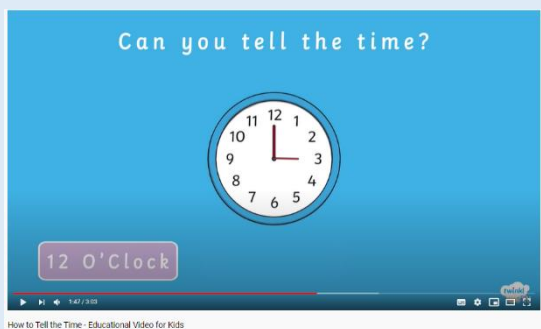 Can you tell the time?
11 12 1
10 2
9 3
8 4
7 6 5
12 O'Clock
1:47 / 3:03
twinkl
How to Tell the Time - Educational Video for Kids